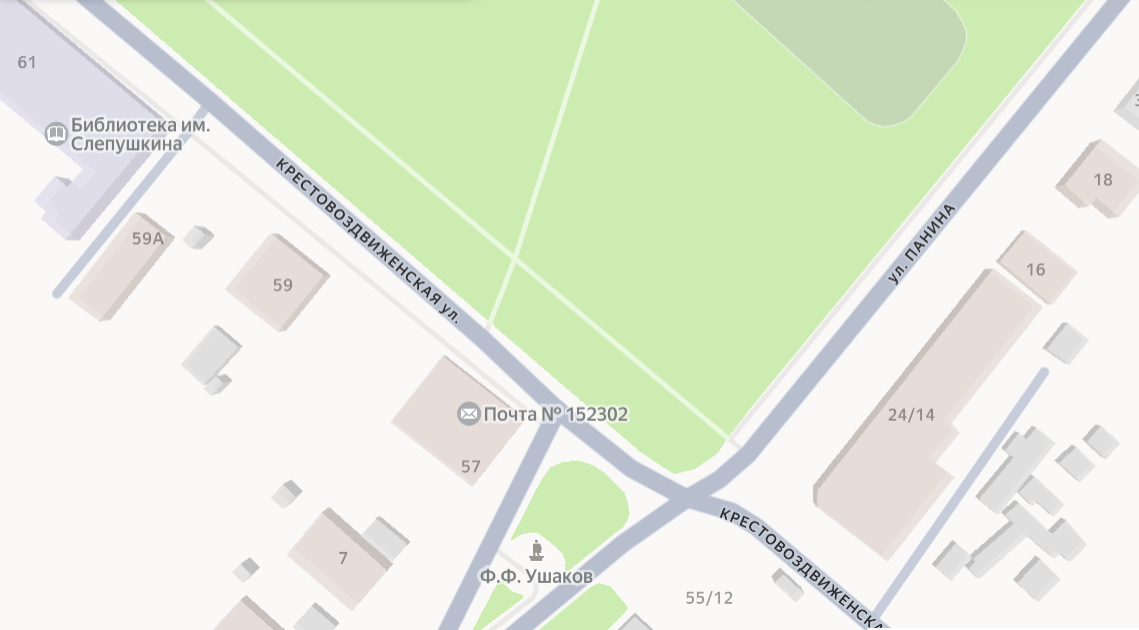 61
Библиотека им.
Слепушкина
КРЕСТОВОЗДВИЖЕНСКАЯ ул.
ул. ПАНИНА
18
59А
59
16
Почта № 152302
24/14
57
КРЕСТОВОЗДВИЖЕНСКА
7
Ф.Ф. Ушаков
55/12